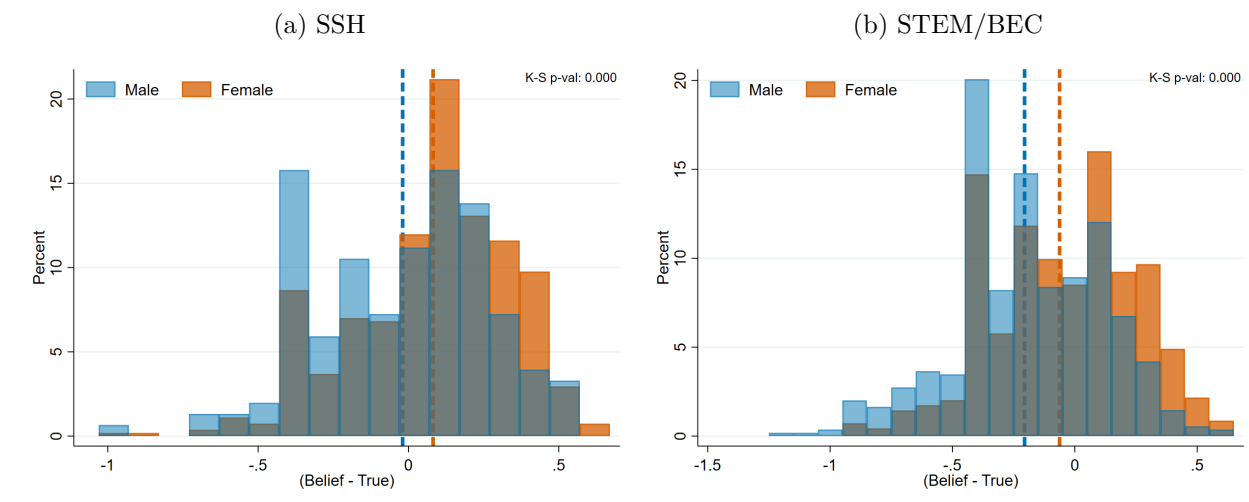 (a) SSH
K-S p-val: 0.000
Male Female
Percent
20
15
10
5
0
-1 -.5 0 .5
(Belief - True)
(b) STEM/BEC
K-S p-val: 0.000
Male Female
Percent
20
15
10
5
0
-1.5 -1 -.5 0 .5
(Belief - True)